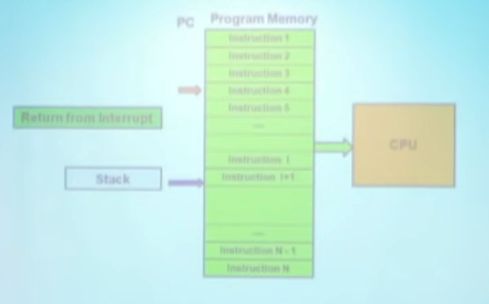 PC Program Memory
Instruction 1
Instruction 2
Instruction 3
Instruction 4
Instruction 5
Return from Interrupt
CPU
Instruction I
Stack
Instruction I+1
Instruction N - 1
Instruction N